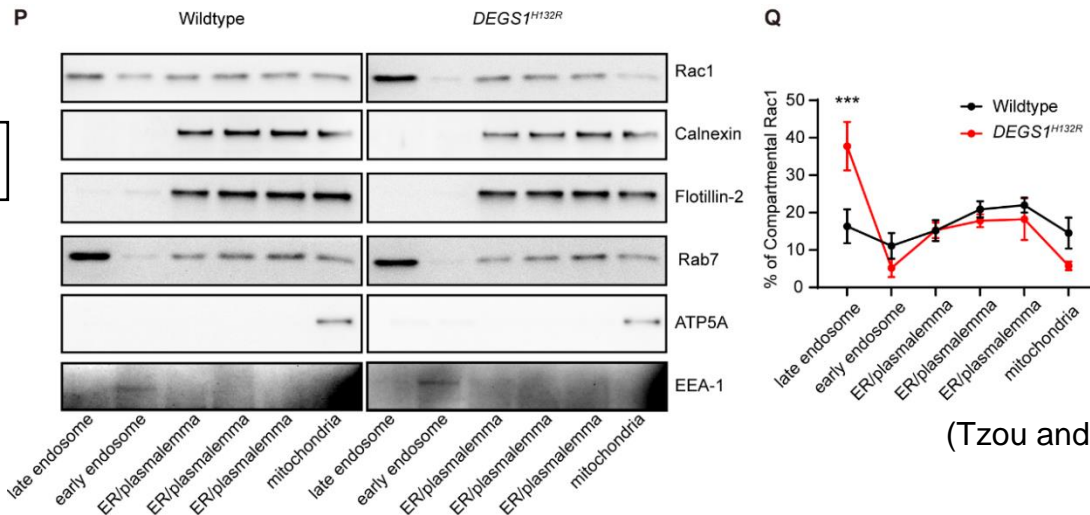 P
Wildtype
DEGS1H132R
Rac1
Calnexin
Flotillin-2
Rab7
ATP5A
EEA-1
late endosome
early endosome
ER/plasmalemma
ER/plasmalemma
ER/plasmalemma
mitochondria
late endosome
early endosome
ER/plasmalemma
ER/plasmalemma
ER/plasmalemma
mitochondria
Q
% of Compartmental Rac1
50
40
30
20
10
0
***
Wildtype
DEGS1H132R
late endosome
early endosome
ER/plasmalemma
ER/plasmalemma
ER/plasmalemma
mitochondria
(Tzou and